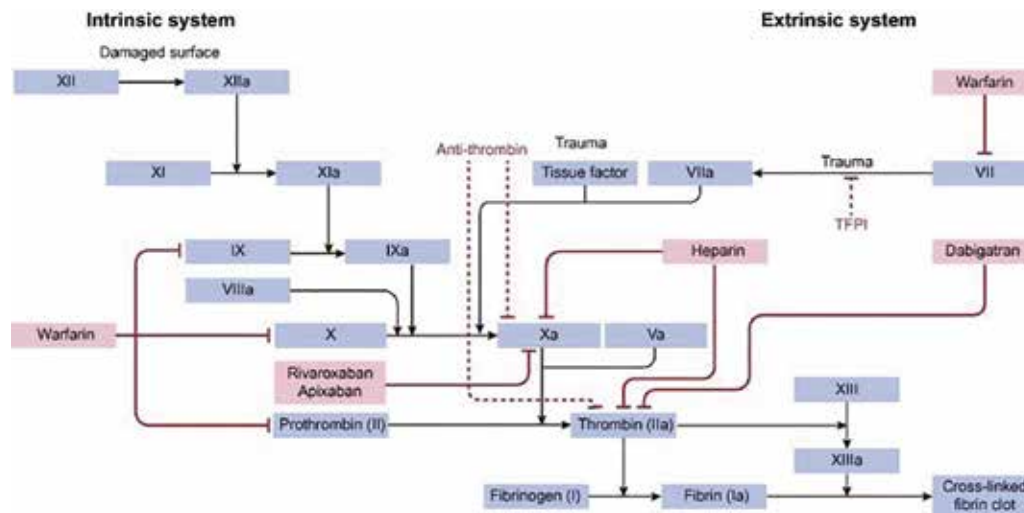 Intrinsic system
Extrinsic system
Damaged surface
XII
XIIa
Warfarin
Anti-thrombin
Trauma
Trauma
XI
XIa
Tissue factor
VIIa
VII
TFPI
IX
IXa
Heparin
Dabigatran
VIIIa
Warfarin
X
Xa
Va
Rivaroxaban
Apixaban
XIII
Prothrombin (II)
Thrombin (IIa)
XIIIa
Fibrinogen (I)
Fibrin (Ia)
Cross-linked
fibrin clot